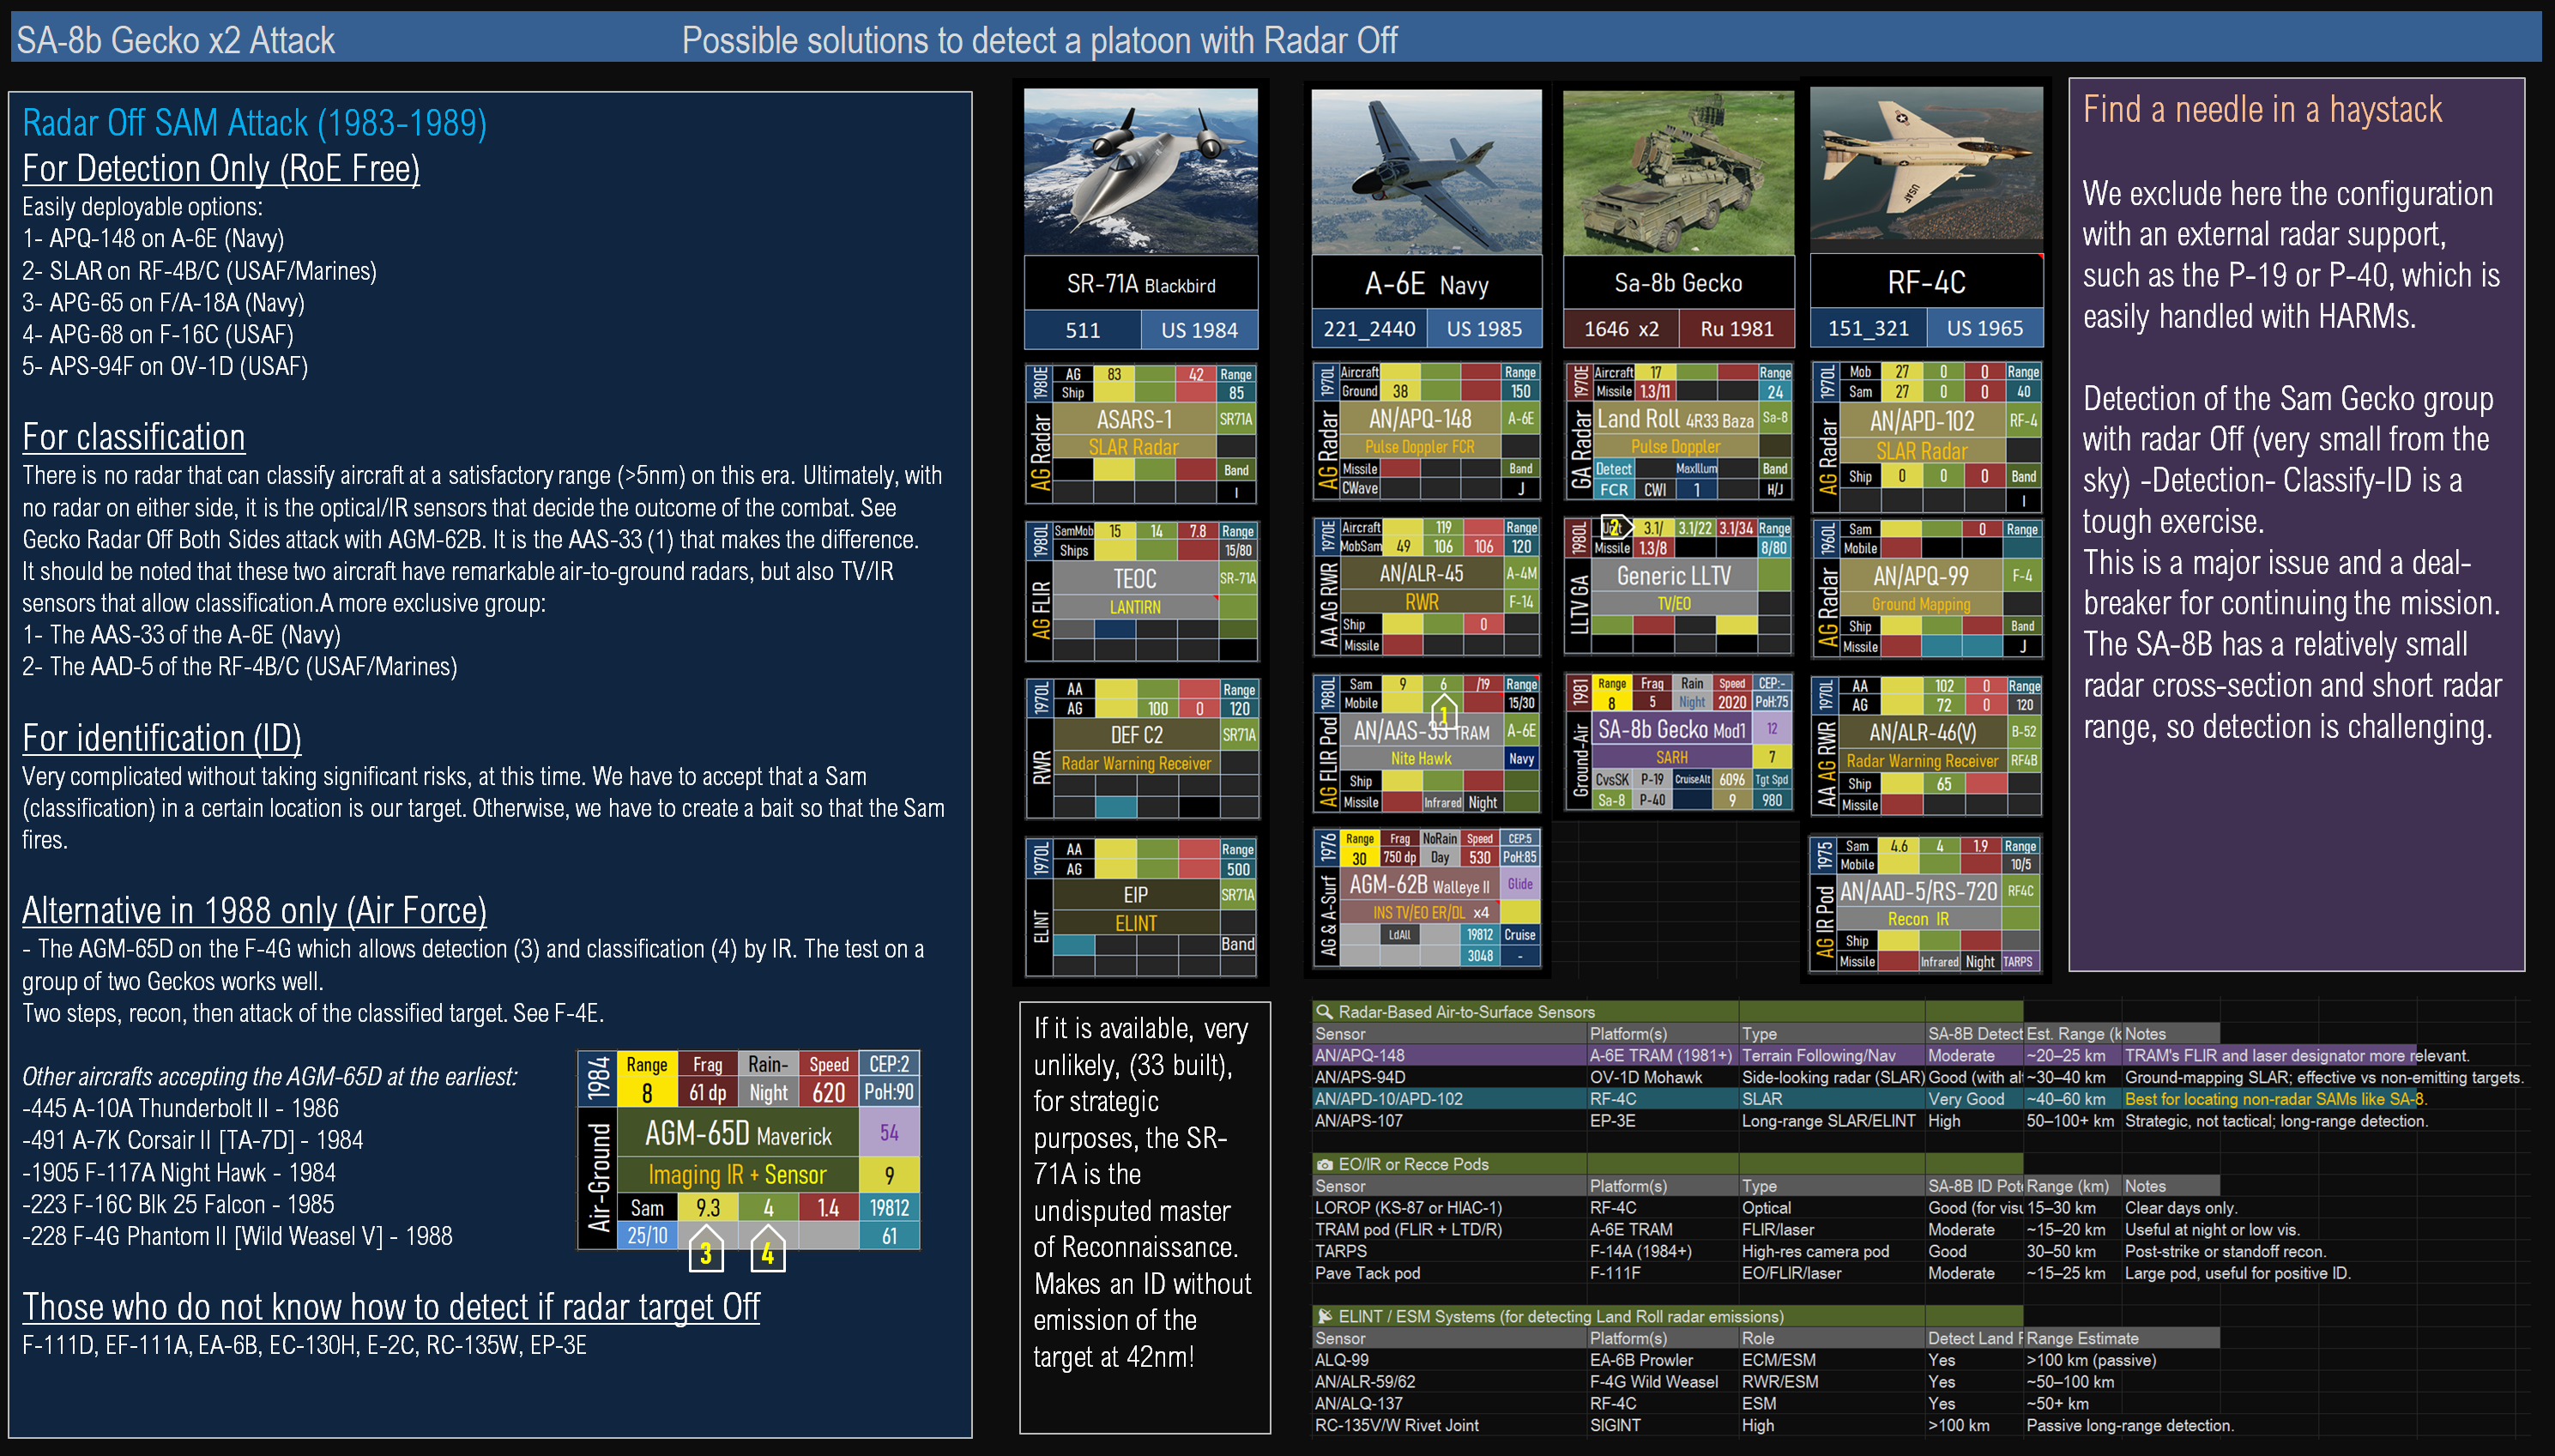 SA-8b Gecko x2 Attack
Possible solutions to detect a platoon with Radar Off
Radar Off SAM Attack (1983-1989)
For Detection Only (RoE Free)
Easily deployable options:
1- APQ-148 on A-6E (Navy)
2- SLAR on RF-4B/C (USAF/Marines)
3- APG-65 on F/A-18A (Navy)
4- APG-68 on F-16C (USAF)
5- APS-94F on OV-1D (USAF)
For classification
There is no radar that can classify aircraft at a satisfactory range (>5nm) on this era. Ultimately, with
no radar on either side, it is the optical/IR sensors that decide the outcome of the combat. See
Gecko Radar Off Both Sides attack with AGM-62B. It is the AAS-33 (1) that makes the difference.
It should be noted that these two aircraft have remarkable air-to-ground radars, but also TV/IR
sensors that allow classification.A more exclusive group:
1- The AAS-33 of the A-6E (Navy)
2- The AAD-5 of the RF-4B/C (USAF/Marines)
For identification (ID)
Very complicated without taking significant risks, at this time. We have to accept that a Sam
(classification) in a certain location is our target. Otherwise, we have to create a bait so that the Sam
fires.
Alternative in 1988 only (Air Force)
- The AGM-65D on the F-4G which allows detection (3) and classification (4) by IR. The test on a
group of two Geckos works well.
Two steps, recon, then attack of the classified target. See F-4E.
Other aircrafts accepting the AGM-65D at the earliest:
-445 A-10A Thunderbolt II - 1986
-491 A-7K Corsair II [TA-7D] - 1984
-1905 F-117A Night Hawk - 1984
-223 F-16C Blk 25 Falcon - 1985
-228 F-4G Phantom II [Wild Weasel V] - 1988
1984 Range Frag Rain- Speed CEP:2
8 61 dp Night 620 PoH:90
Air-Ground AGM-65D Maverick 54
Imaging IR + Sensor 9
Sam 9.3 4 1.4 19812
25/10 61
3 4
Those who do not know how to detect if radar target Off
F-111D, EF-111A, EA-6B, EC-130H, E-2C, RC-135W, EP-3E
SR-71A Blackbird
511 US 1984
1980E AG 83 42 Range
Ship 85
AG Radar ASARS-1 SR71A
SLAR Radar
Band
I
1980L SamMob 15 14 7.8 Range
Ships 15/80
AG FLIR TEOC SR-71A
LANTIRN
1970L AA Range
AG 100 0 120
RWR DEF C2 SR71A
Radar Warning Receiver
1970L AA Range
AG 500
ELINT EIP SR71A
ELINT
Band
If it is available, very
unlikely, (33 built),
for strategic
purposes, the SR-
71A is the
undisputed master
of Reconnaissance.
Makes an ID without
emission of the
target at 42nm!
A-6E Navy
221_2440 US 1985
1970L Aircraft Range
Ground 38 150
AG Radar AN/APQ-148 A-6E
Pulse Doppler FCR
Missile Band
CWave J
1970E Aircraft 119 Range
MobSam 49 106 106 120
AA AG RWR AN/ALR-45 A-4M
RWR F-14
Ship 0
Missile
1980L Sam 9 6 /19 Range
Mobile 15/30
1
AG FLIR Pod AN/AAS-33 TRAM A-6E
Nite Hawk Navy
Ship
Missile Infrared Night
1976 Range Frag NoRain Speed CEP:5
30 750 dp Day 530 PoH:85
AG & A-Surf AGM-62B Walleye II Glide
INS TV/EO ER/DL x4
LdAll 19812 Cruise
3048 -
Sa-8b Gecko
1646 x2 Ru 1981
1970E Aircraft 17 Range
Missile 1.3/11 24
GA Radar Land Roll 4R33 Baza Sa-8
Pulse Doppler
Detect MaxIllum Band
FCR CWI 1 H/J
1980L 2 3.1/ 3.1/22 3.1/34 Range
Missile 1.3/8 8/80
LLTV GA Generic LLTV
TV/EO
1981 Range Frag Rain Speed CEP:-
8 5 Night 2020 PoH:75
Ground-Air SA-8b Gecko Mod1 12
SARH 7
CvsSK P-19 CruiseAlt 6096 Tgt Spd
Sa-8 P-40 9 980
RF-4C
151_321 US 1965
1970L Mob 27 0 0 Range
Sam 27 0 0 40
AG Radar AN/APD-102 RF-4
SLAR Radar
Ship 0 0 0 Band
I
1960L Sam 0 Range
Mobile
AG Radar AN/APQ-99 F-4
Ground Mapping
Ship Band
Missile J
1970L AA 102 0 Range
AG 72 0 120
AA AG RWR AN/ALR-46(V) B-52
Radar Warning Receiver RF4B
Ship 65
Missile
1975 Sam 4.6 4 1.9 Range
Mobile 10/5
AG IR Pod AN/AAD-5/RS-720 RF4C
Recon IR
Ship
Missile Infrared Night TARPS
Find a needle in a haystack
We exclude here the configuration
with an external radar support,
such as the P-19 or P-40, which is
easily handled with HARMs.
Detection of the Sam Gecko group
with radar Off (very small from the
sky) -Detection- Classify-ID is a
tough exercise.
This is a major issue and a deal-
breaker for continuing the mission.
The SA-8B has a relatively small
radar cross-section and short radar
range, so detection is challenging.
Radar-Based Air-to-Surface Sensors
Sensor Platform(s) Type SA-8B Detect Est. Range (k Notes
AN/APQ-148 A-6E TRAM (1981+) Terrain Following/Nav Moderate ~20–25 km TRAM's FLIR and laser designator more relevant.
AN/APS-94D OV-1D Mohawk Side-looking radar (SLAR) Good (with alt ~30–40 km Ground-mapping SLAR; effective vs non-emitting targets.
AN/APD-10/APD-102 RF-4C SLAR Very Good ~40–60 km Best for locating non-radar SAMs like SA-8.
AN/APS-107 EP-3E Long-range SLAR/ELINT High 50–100+ km Strategic, not tactical; long-range detection.
EO/IR or Recce Pods
Sensor Platform(s) Type SA-8B ID Pote Range (km) Notes
LOROP (KS-87 or HIAC-1) RF-4C Optical Good (for visu 15–30 km Clear days only.
TRAM pod (FLIR + LTD/R) A-6E TRAM FLIR/laser Moderate ~15–20 km Useful at night or low vis.
TARPS F-14A (1984+) High-res camera pod Good 30–50 km Post-strike or standoff recon.
Pave Tack pod F-111F EO/FLIR/laser Moderate ~15–25 km Large pod, useful for positive ID.
ELINT / ESM Systems (for detecting Land Roll radar emissions)
Sensor Platform(s) Role Detect Land R Range Estimate
ALQ-99 EA-6B Prowler ECM/ESM Yes >100 km (passive)
AN/ALR-59/62 F-4G Wild Weasel RWR/ESM Yes ~50–100 km
AN/ALQ-137 RF-4C ESM Yes ~50+ km
RC-135V/W Rivet Joint SIGINT High >100 km Passive long-range detection.